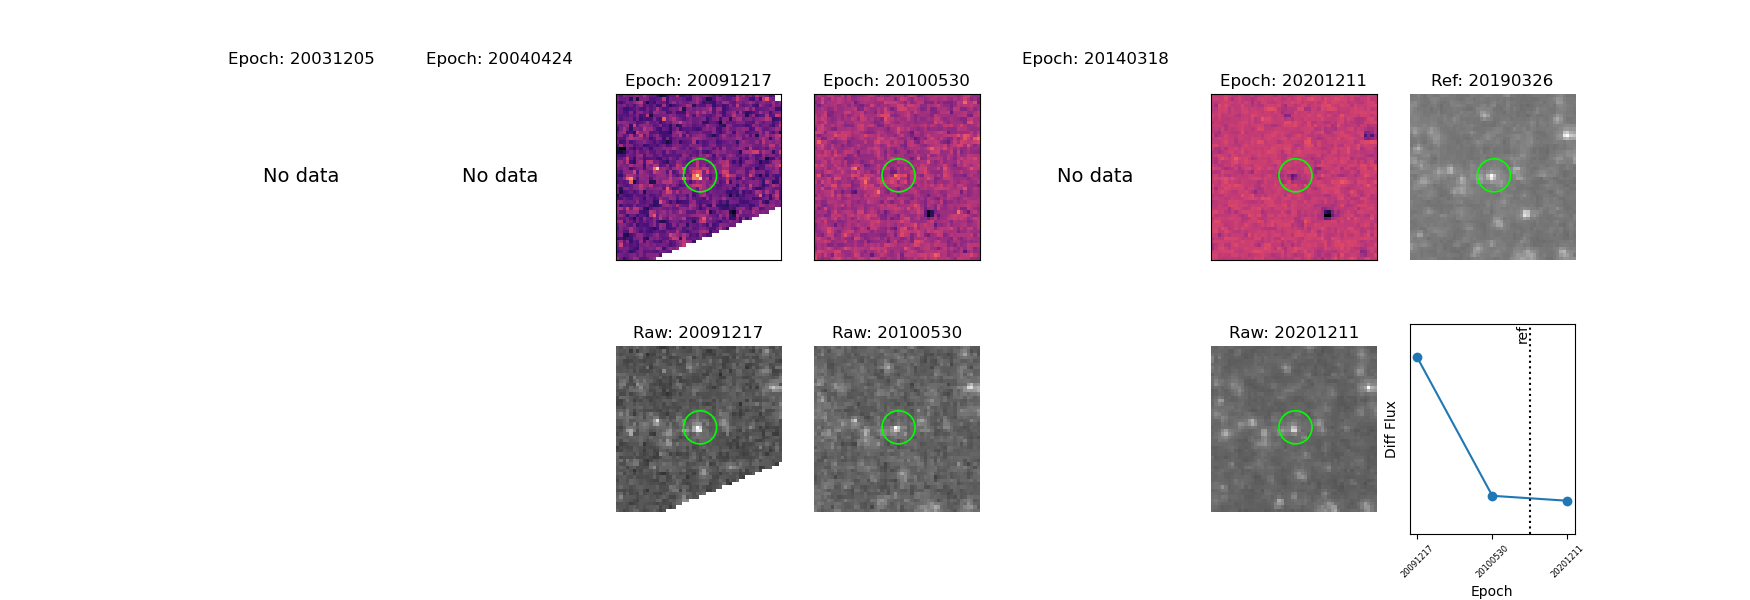 Epoch: 20031205
Epoch: 20040424
Epoch: 20140318
Epoch: 20091217
Epoch: 20100530
Epoch: 20201211
Ref: 20190326
No data
No data
No data
Raw: 20091217
Raw: 20100530
Raw: 20201211
ref
Diff Flux
20091217
20100530
20201211
Epoch